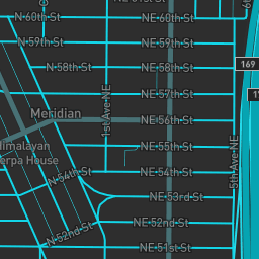 NE 60th St
N 60th St
N 59th St
NE 59th St
N 58th St
NE 58th St
169
NE 57th St
Meridian
1st Ave NE
NE 56th St
Himalayan
Sherpa House
NE 55th St
5th Ave NE
N 54th St
NE 54th St
NE 53rd St
N 52nd St
NE 52nd St
NE 51st St